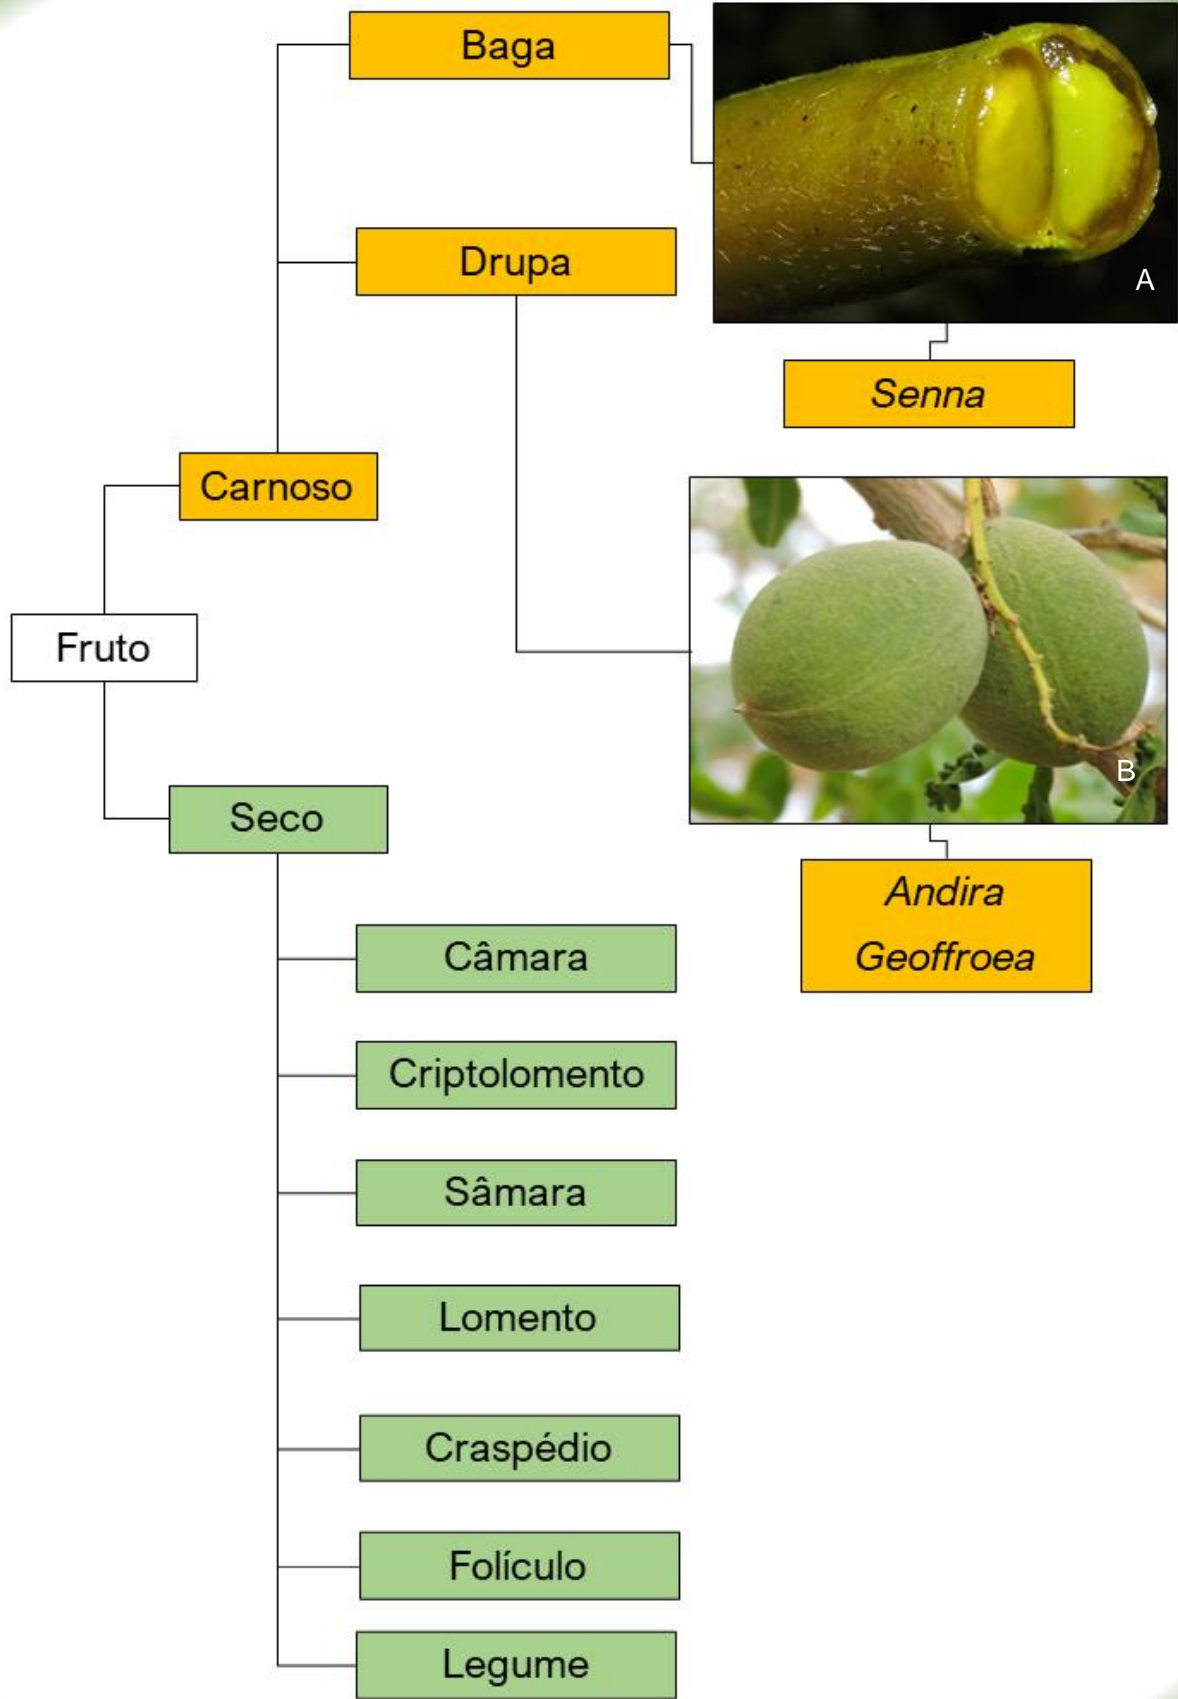 Baga
A
Drupa
Senna
Carnoso
B
Fruto
Seco
Andira
Geoffroea
Câmara
Criptolomento
Sâmara
Lomento
Craspédio
Folículo
Legume